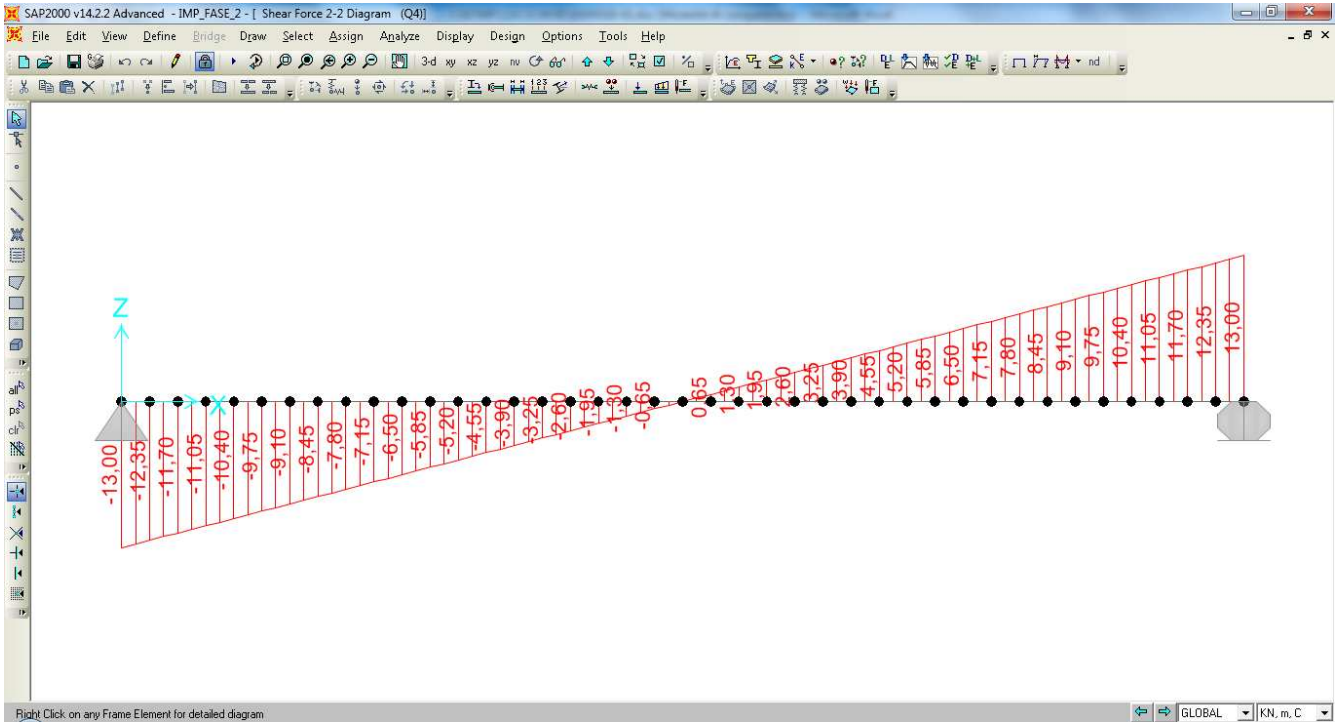 SAP2000 v14.2.2 Advanced - IMP_FASE_2 - [ Shear Force 2-2 Diagram (Q4)]
File Edit View Define Bridge Draw Select Assign Analyze Display Design Options Tools Help
3-d xy xz yz nv nd
all
ps
clr
Z
X
-13,00 -12,35 -11,70 -11,05 -10,40 -9,75 -9,10 -8,45 -7,80 -7,15 -6,50 -5,85 -5,20 -4,55 -3,90 -3,25 -2,60 -1,95 -1,30 -0,65 0,65 1,30 1,95 2,60 3,25 3,90 4,55 5,20 5,85 6,50 7,15 7,80 8,45 9,10 9,75 10,40 11,05 11,70 12,35 13,00
Right Click on any Frame Element for detailed diagram
GLOBAL KN, m, C